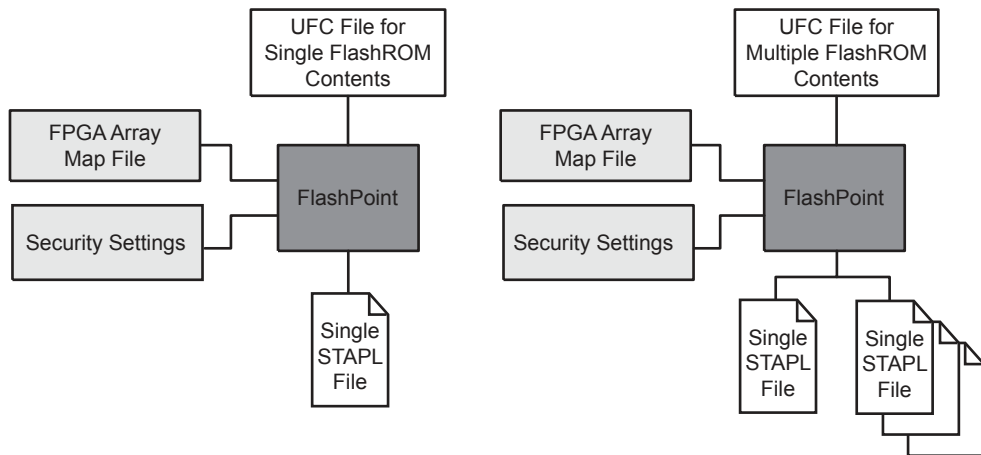 UFC File for
Single FlashROM
Contents
FPGA Array
Map File
FlashPoint
Security Settings
Single
STAPL
File
UFC File for
Multiple FlashROM
Contents
FPGA Array
Map File
FlashPoint
Security Settings
Single
STAPL
File
Single
STAPL
File